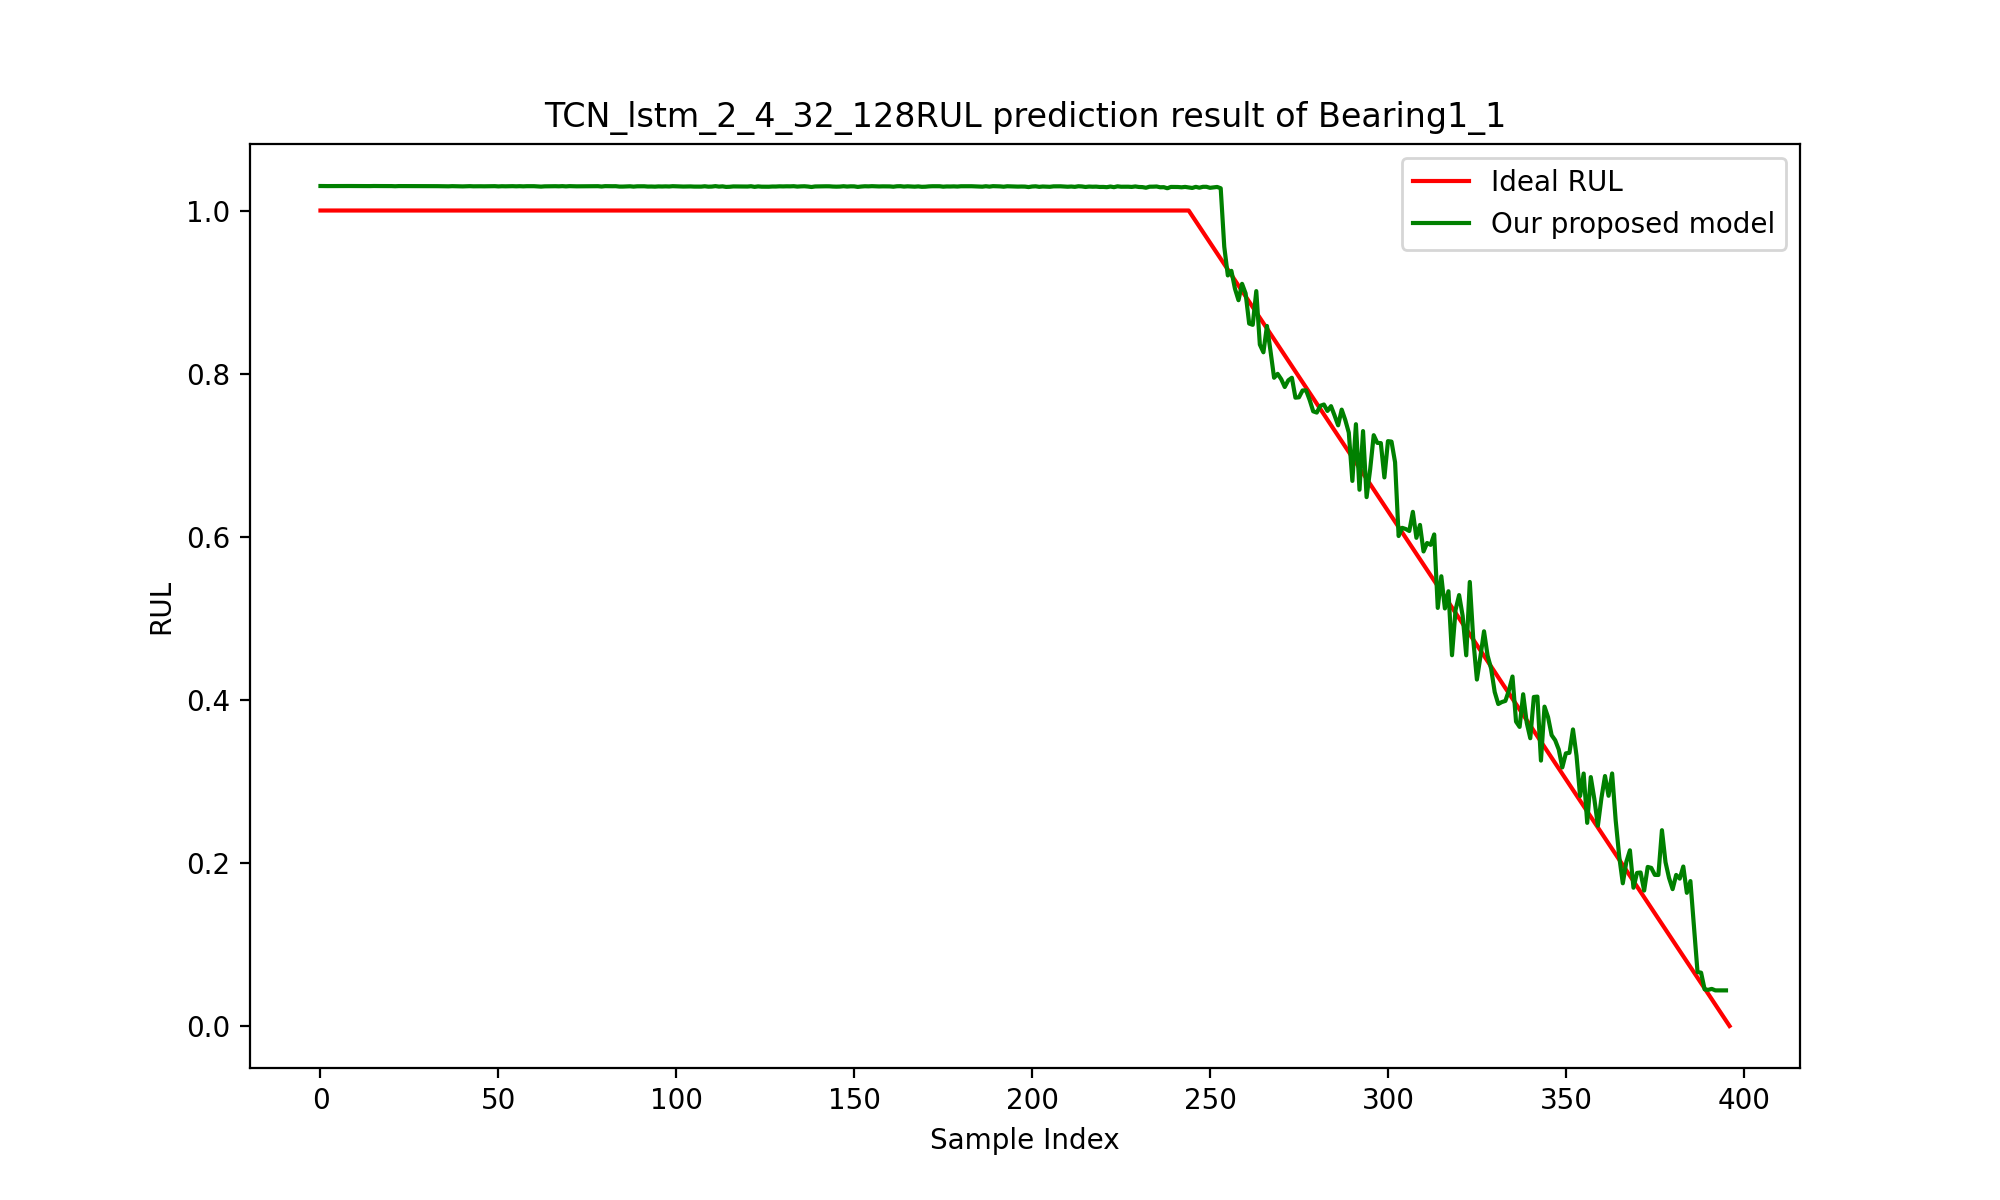 TCN_lstm_2_4_32_128RUL prediction result of Bearing1_1
Ideal RUL
Our proposed model
1.0
0.8
0.6
0.4
0.2
0.0
RUL
0 50 100 150 200 250 300 350 400
Sample Index